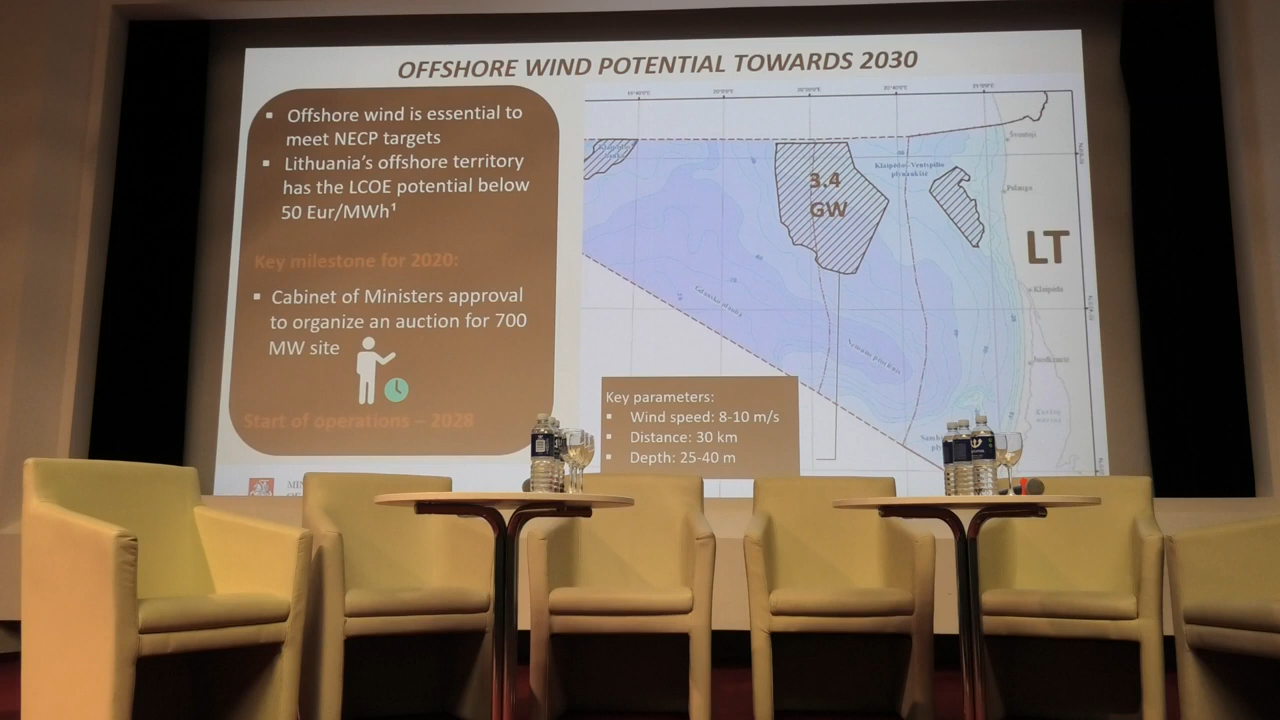 OFFSHORE WIND POTENTIAL TOWARDS 2030
▪ Offshore wind is essential to
meet NECP targets
▪ Lithuania's offshore territory
has the LCOE potential below
50 Eur/MWh¹
Key milestone for 2020:
▪ Cabinet of Ministers approval
to organize an auction for 700
MW site
Start of operations – 2028
3.4
GW
Klaipėdos-Ventspilio
Šventoji
Palanga
LT
Klaipėda
Juodkrantė
Key parameters:
▪ Wind speed: 8-10 m/s
▪ Distance: 30 km
▪ Depth: 25-40 m